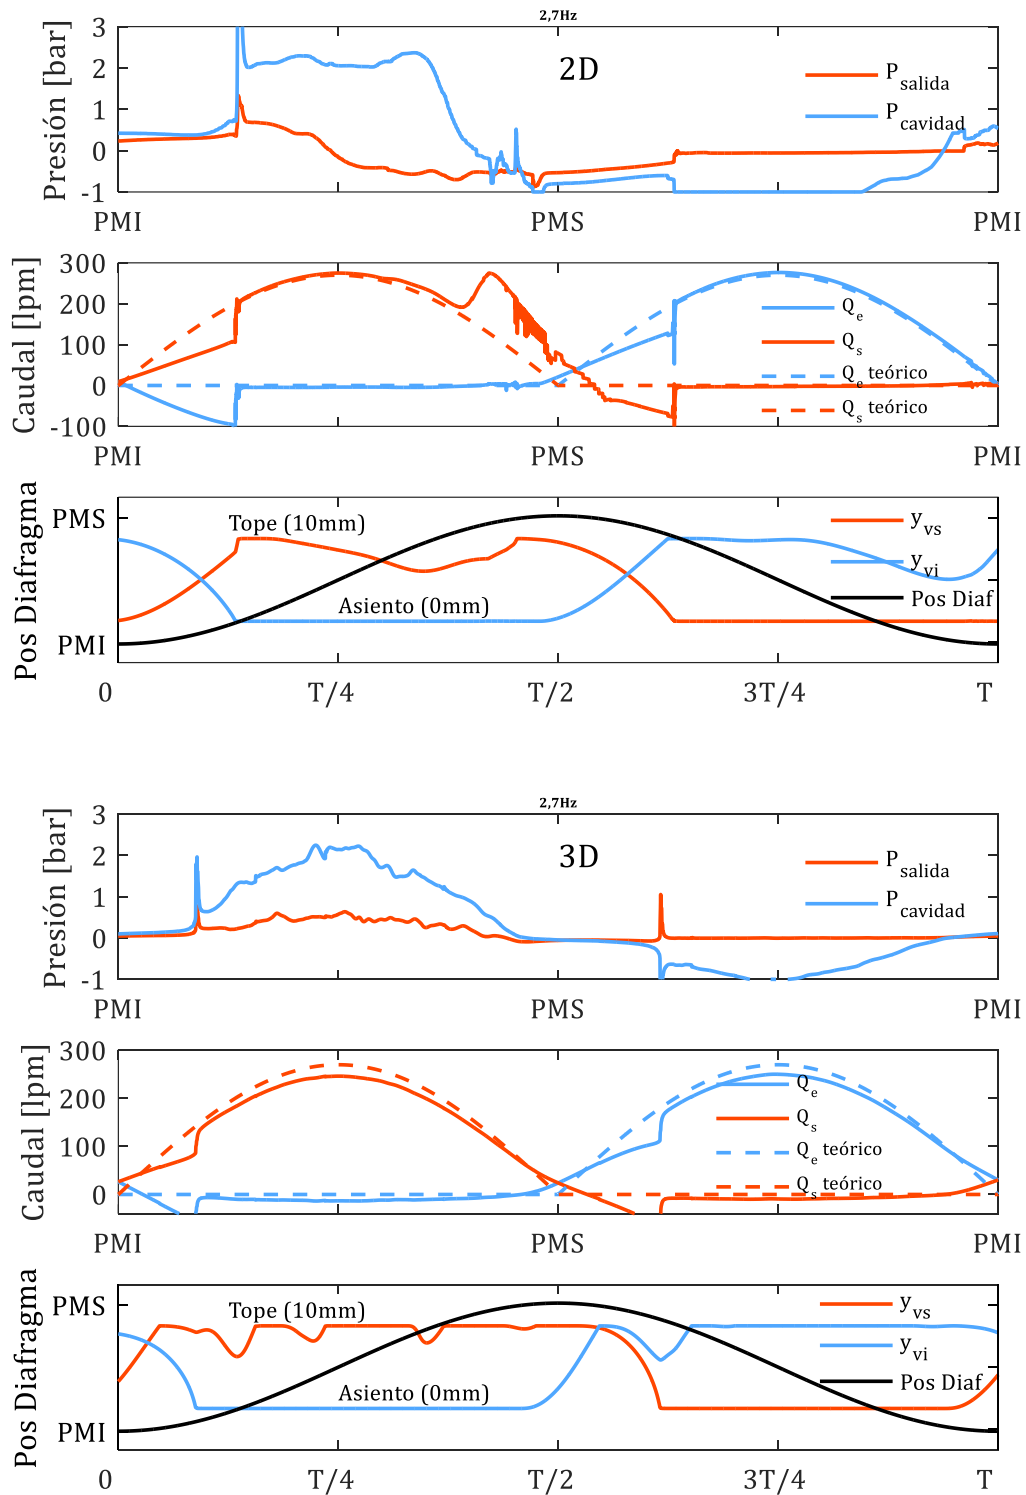 2,7Hz
Presión [bar]
3
2
1
0
-1
2D
P salida
P cavidad
PMI PMS PMI
Caudal [lpm]
300
200
100
0
-100
Q e
Q s
Q e teórico
Q s teórico
PMI PMS PMI
Pos Diafragma
PMS
PMI
Tope (10mm)
Asiento (0mm)
y vs
y vi
Pos Diaf
0 T/4 T/2 3T/4 T
2,7Hz
Presión [bar]
3
2
1
0
-1
3D
P salida
P cavidad
PMI PMS PMI
Caudal [lpm]
300
200
100
0
Q e
Q s
Q e teórico
Q s teórico
PMI PMS PMI
Pos Diafragma
PMS
PMI
Tope (10mm)
Asiento (0mm)
y vs
y vi
Pos Diaf
0 T/4 T/2 3T/4 T